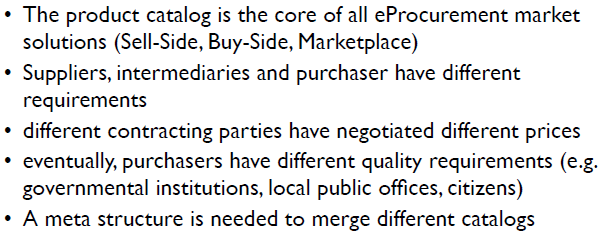 • The product catalog is the core of all eProcurement market
solutions (Sell-Side, Buy-Side, Marketplace)
• Suppliers, intermediaries and purchaser have different
requirements
• different contracting parties have negotiated different prices
• eventually, purchasers have different quality requirements (e.g.
governmental institutions, local public offices, citizens)
• A meta structure is needed to merge different catalogs